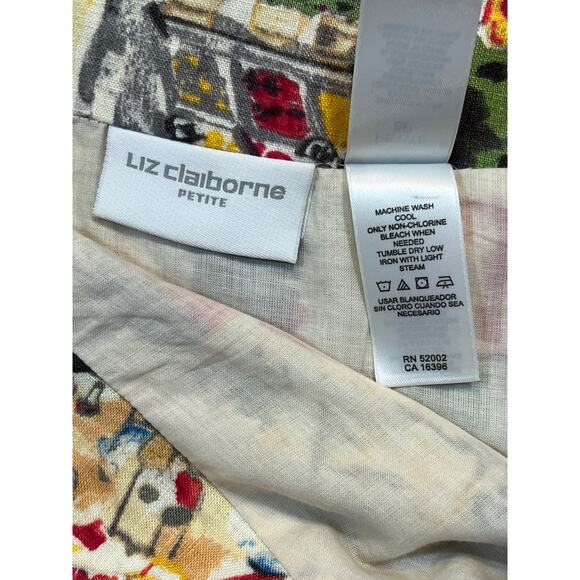 LIZ claiborne
PETITE
MACHINE WASH
COOL
ONLY NON-CHLORINE
BLEACH WHEN
NEEDED
TUMBLE DRY LOW
IRON WITH LIGHT
STEAM
USAR BLANQUEADOR
SIN CLORO CUANDO SEA
NECESARIO
RN 52002
CA 16396